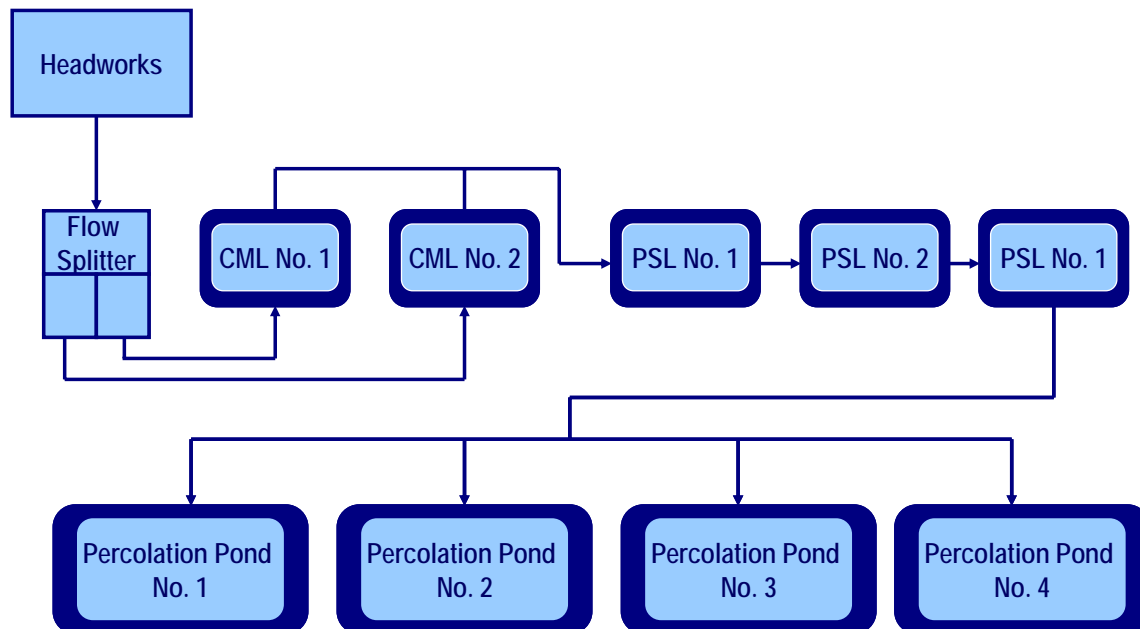 Headworks
Flow
Splitter
CML No. 1
CML No. 2
PSL No. 1
PSL No. 2
PSL No. 1
Percolation Pond
No. 1
Percolation Pond
No. 2
Percolation Pond
No. 3
Percolation Pond
No. 4